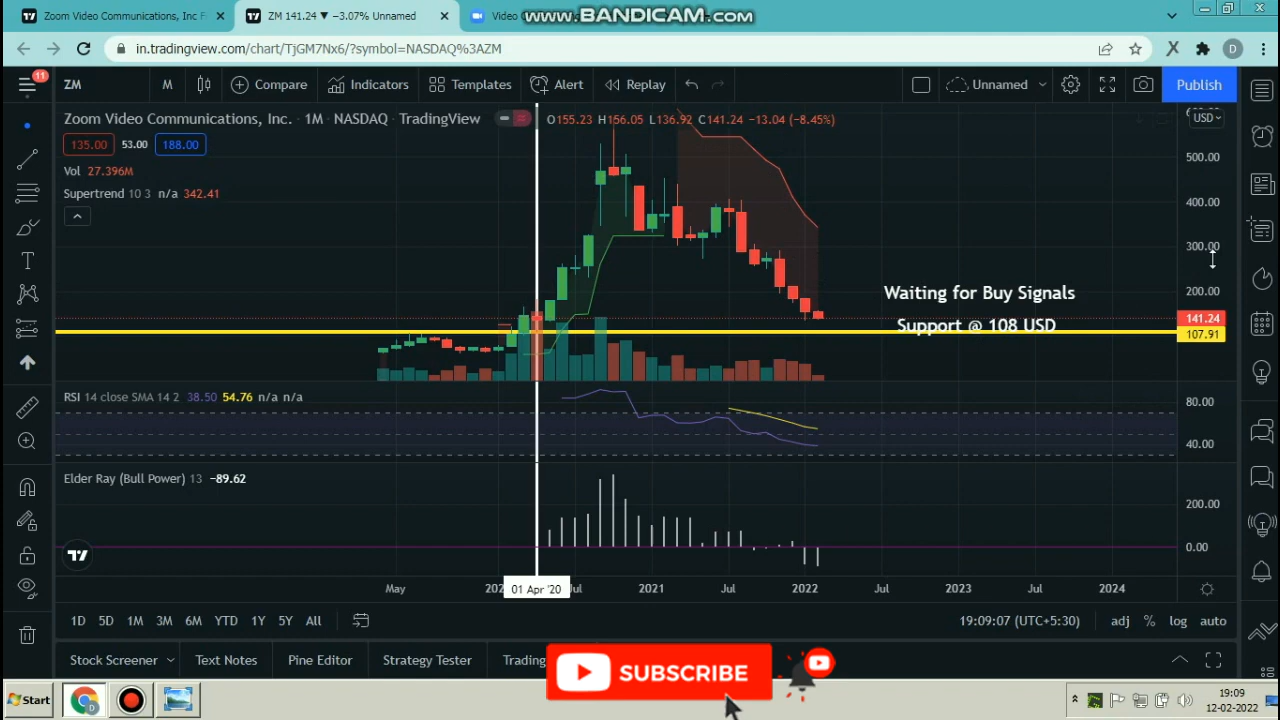 Zoom Video Communications, Inc F
ZM 141.24 ▼ −3.07% Unnamed
Video
www.BANDICAM.com
in.tradingview.com/chart/TjGM7Nx6/?symbol=NASDAQ%3AZM
D
11
ZM
M
Compare
Indicators
Templates
Alert
Replay
Unnamed
Publish
Zoom Video Communications, Inc. · 1M · NASDAQ · TradingView
O155.23 H156.05 L136.92 C141.24 −13.04 (−8.45%)
USD
135.00 53.00 188.00
Vol 27.396M
Supertrend 10 3 n/a 342.41
500.00
400.00
300.00
200.00
Waiting for Buy Signals
Support @ 108 USD
141.24
107.91
RSI 14 close SMA 14 2 38.50 54.76 n/a n/a
80.00
40.00
Elder Ray (Bull Power) 13 −89.62
200.00
0.00
May
202
01 Apr '20
Jul
2021
Jul
2022
Jul
2023
Jul
2024
1D 5D 1M 3M 6M YTD 1Y 5Y All
19:09:07 (UTC+5:30)
adj % log auto
Stock Screener
Text Notes
Pine Editor
Strategy Tester
Trading
SUBSCRIBE
Start
D
19:09
12-02-2022